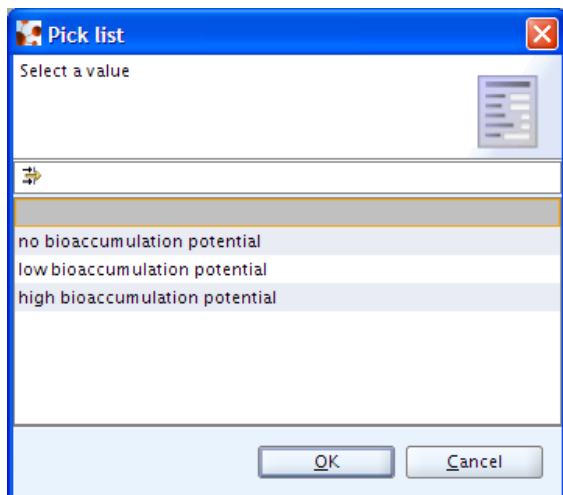 Pick list
Select a value
no bioaccumulation potential
low bioaccumulation potential
high bioaccumulation potential
OK
Cancel